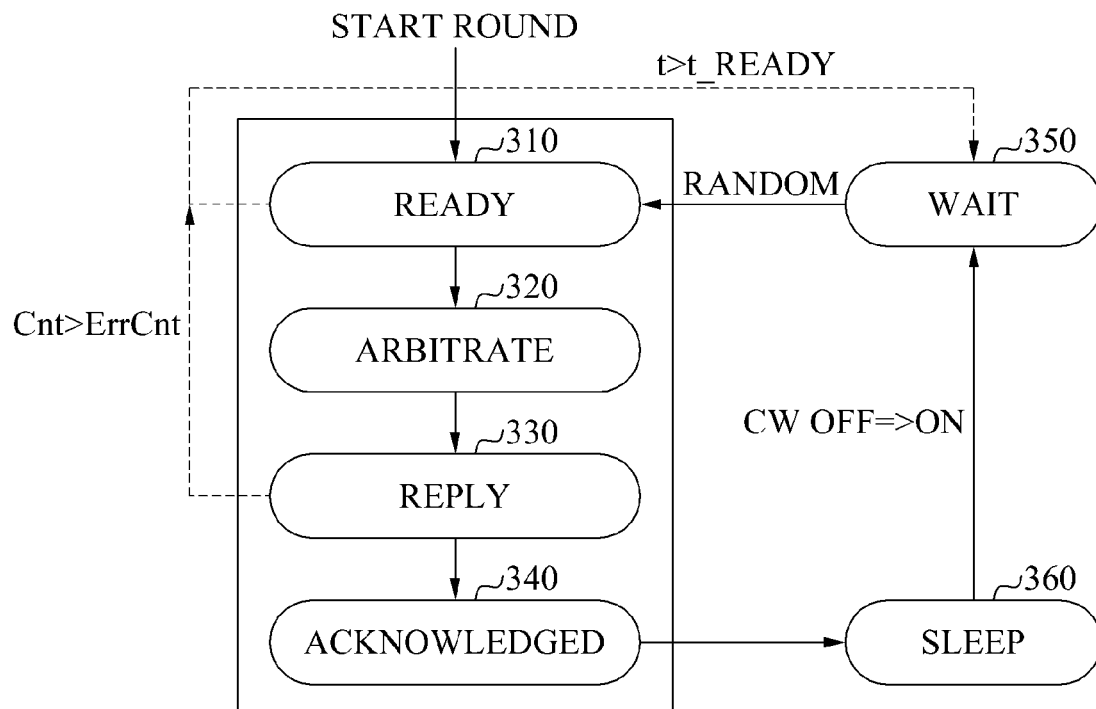 START ROUND
t>t_READY
310
350
READY
RANDOM
WAIT
320
Cnt>ErrCnt
ARBITRATE
CW OFF=>ON
330
REPLY
340
360
ACKNOWLEDGED
SLEEP